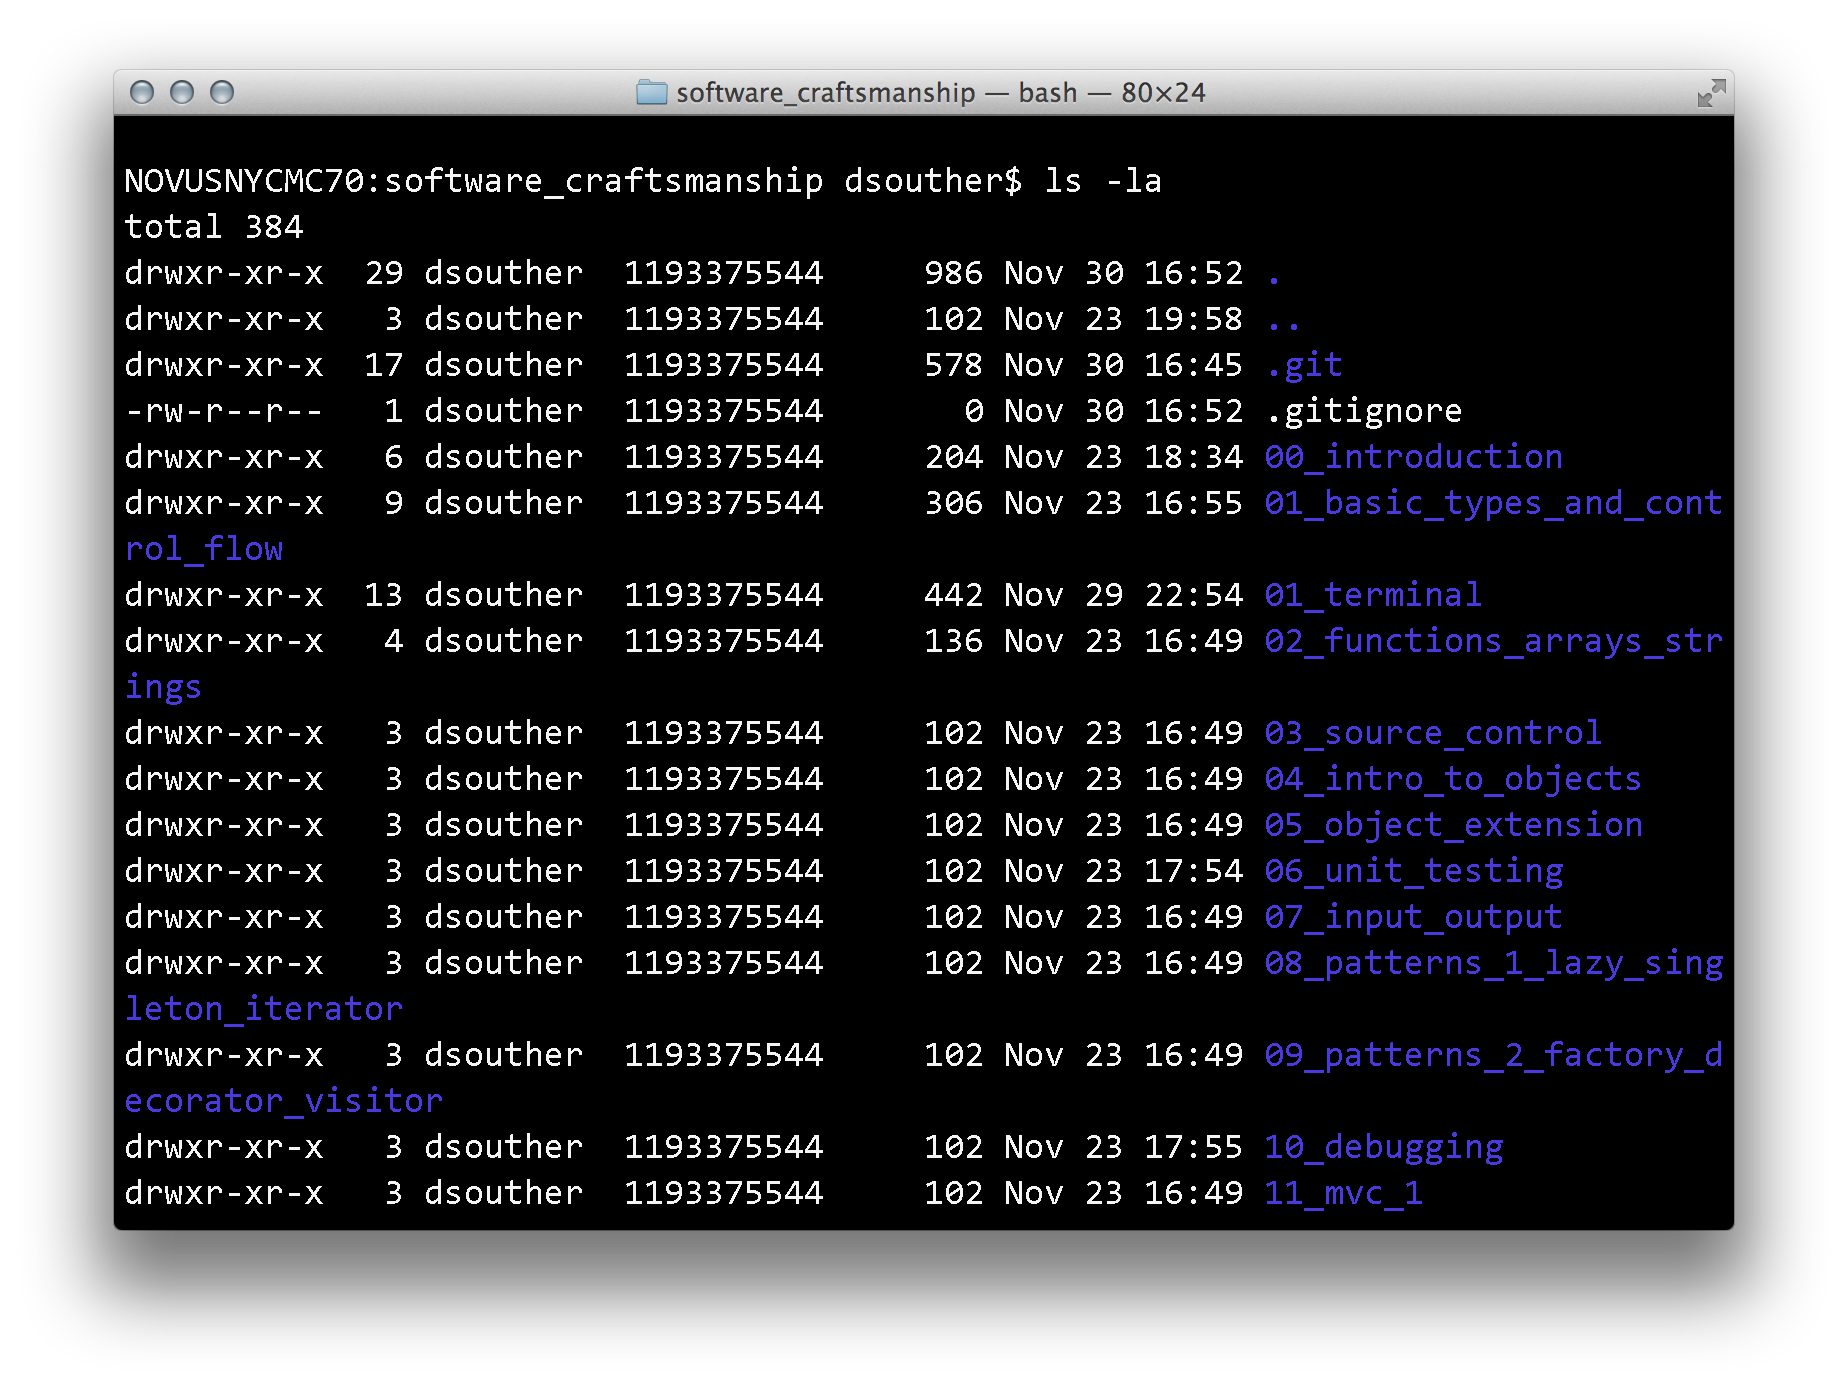 software_craftsmanship — bash — 80×24
NOVUSNYCMC70:software_craftsmanship dsouther$ ls -la
total 384
drwxr-xr-x  29 dsouther  1193375544     986 Nov 30 16:52 .
drwxr-xr-x   3 dsouther  1193375544     102 Nov 23 19:58 ..
drwxr-xr-x  17 dsouther  1193375544     578 Nov 30 16:45 .git
-rw-r--r--   1 dsouther  1193375544       0 Nov 30 16:52 .gitignore
drwxr-xr-x   6 dsouther  1193375544     204 Nov 23 18:34 00_introduction
drwxr-xr-x   9 dsouther  1193375544     306 Nov 23 16:55 01_basic_types_and_cont
rol_flow
drwxr-xr-x  13 dsouther  1193375544     442 Nov 29 22:54 01_terminal
drwxr-xr-x   4 dsouther  1193375544     136 Nov 23 16:49 02_functions_arrays_str
ings
drwxr-xr-x   3 dsouther  1193375544     102 Nov 23 16:49 03_source_control
drwxr-xr-x   3 dsouther  1193375544     102 Nov 23 16:49 04_intro_to_objects
drwxr-xr-x   3 dsouther  1193375544     102 Nov 23 16:49 05_object_extension
drwxr-xr-x   3 dsouther  1193375544     102 Nov 23 17:54 06_unit_testing
drwxr-xr-x   3 dsouther  1193375544     102 Nov 23 16:49 07_input_output
drwxr-xr-x   3 dsouther  1193375544     102 Nov 23 16:49 08_patterns_1_lazy_sing
leton_iterator
drwxr-xr-x   3 dsouther  1193375544     102 Nov 23 16:49 09_patterns_2_factory_d
ecorator_visitor
drwxr-xr-x   3 dsouther  1193375544     102 Nov 23 17:55 10_debugging
drwxr-xr-x   3 dsouther  1193375544     102 Nov 23 16:49 11_mvc_1